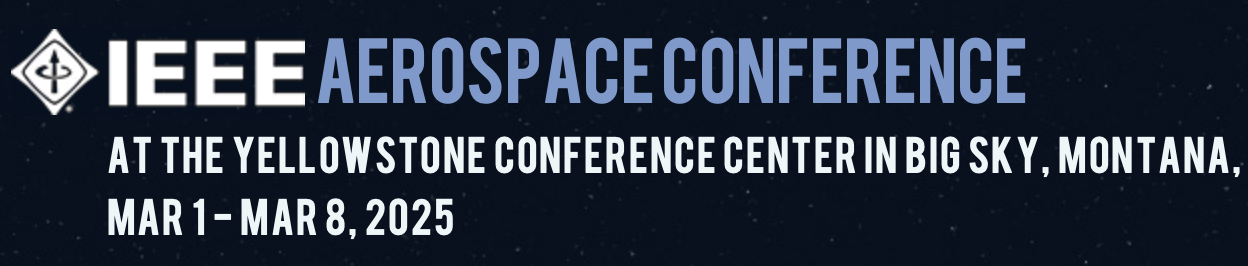 IEEE AEROSPACE CONFERENCE
AT THE YELLOWSTONE CONFERENCE CENTER IN BIG SKY, MONTANA,
MAR 1 - MAR 8, 2025